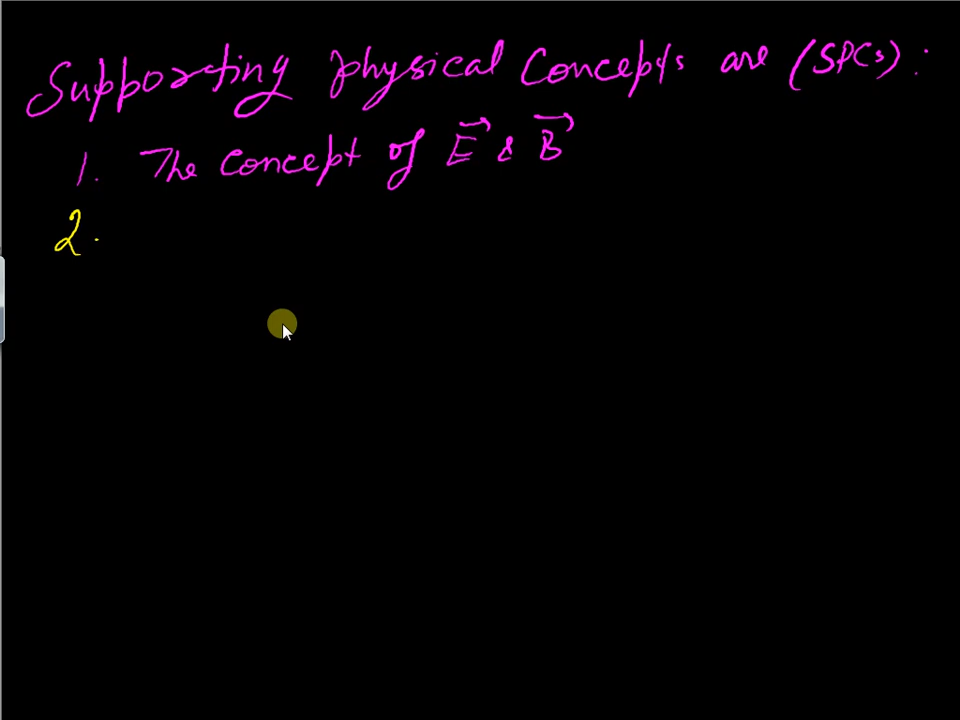 Supporting physical Concepts are (SPCs):
1. The Concept of E⃗ & B⃗
2.